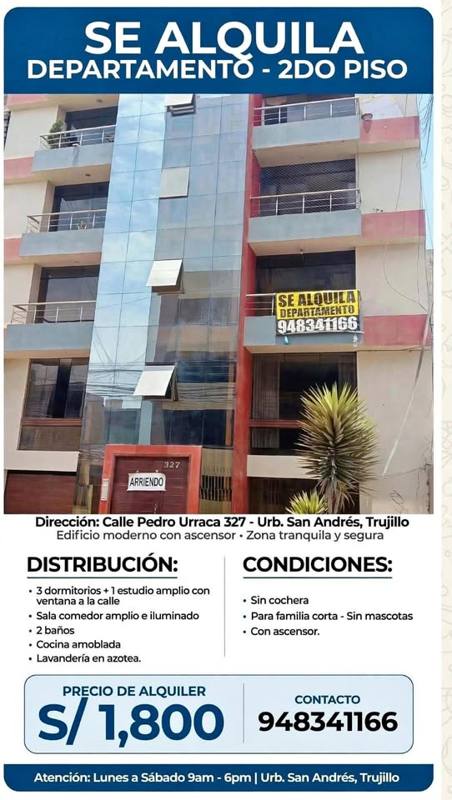 SE ALQUILA
DEPARTAMENTO - 2DO PISO
SE ALQUILA
DEPARTAMENTO
948341166
327
ARRIENDO
Dirección: Calle Pedro Urraca 327 - Urb. San Andrés, Trujillo
Edificio moderno con ascensor • Zona tranquila y segura
DISTRIBUCIÓN:
• 3 dormitorios + 1 estudio amplio con
ventana a la calle
• Sala comedor amplio e iluminado
• 2 baños
• Cocina amoblada
• Lavandería en azotea.
CONDICIONES:
• Sin cochera
• Para familia corta - Sin mascotas
• Con ascensor.
PRECIO DE ALQUILER
S/ 1,800
CONTACTO
948341166
Atención: Lunes a Sábado 9am - 6pm | Urb. San Andrés, Trujillo